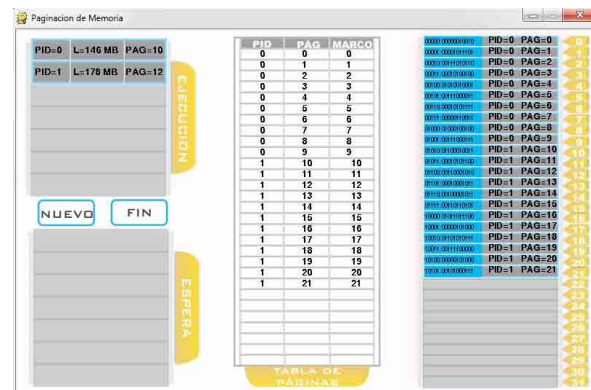 Paginacion de Memoria
PID=0 L=146 MB PAG=10
PID=1 L=178 MB PAG=12
EJECUCION
NUEVO FIN
ESPERA
PID PAG MARCO
0 0 0
0 1 1
0 2 2
0 3 3
0 4 4
0 5 5
0 6 6
0 7 7
0 8 8
0 9 9
1 10 10
1 11 11
1 12 12
1 13 13
1 14 14
1 15 15
1 16 16
1 17 17
1 18 18
1 19 19
1 20 20
1 21 21
TABLA DE
PAGINAS
PID=0 PAG=0 0
PID=0 PAG=1 1
PID=0 PAG=2 2
PID=0 PAG=3 3
PID=0 PAG=4 4
PID=0 PAG=5 5
PID=0 PAG=6 6
PID=0 PAG=7 7
PID=0 PAG=8 8
PID=0 PAG=9 9
PID=1 PAG=10 10
PID=1 PAG=11 11
PID=1 PAG=12 12
PID=1 PAG=13 13
PID=1 PAG=14 14
PID=1 PAG=15 15
PID=1 PAG=16 16
PID=1 PAG=17 17
PID=1 PAG=18 18
PID=1 PAG=19 19
PID=1 PAG=20 20
PID=1 PAG=21 21
22
23
24
25
26
27
28
29
30
31